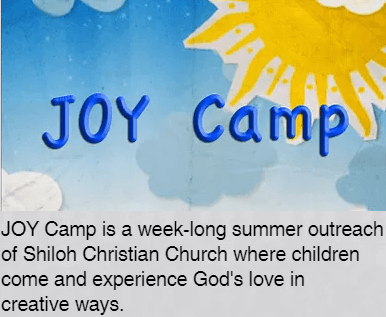 JOY Camp
JOY Camp is a week-long summer outreach
of Shiloh Christian Church where children
come and experience God's love in
creative ways.